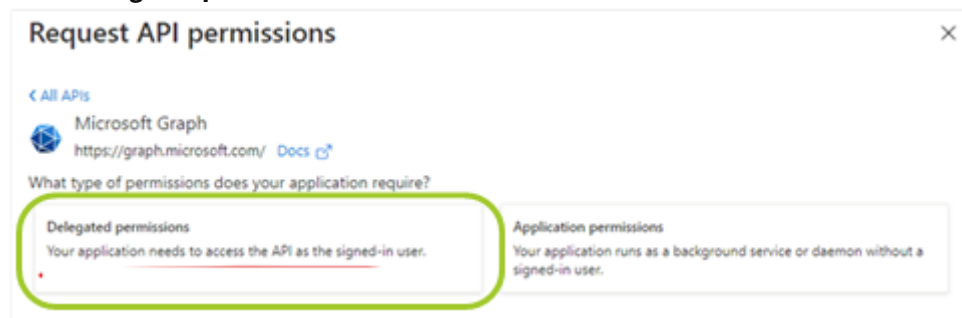 Request API permissions
< All APIs
Microsoft Graph
https://graph.microsoft.com/ Docs
What type of permissions does your application require?
Delegated permissions
Your application needs to access the API as the signed-in user.
Application permissions
Your application runs as a background service or daemon without a
signed-in user.